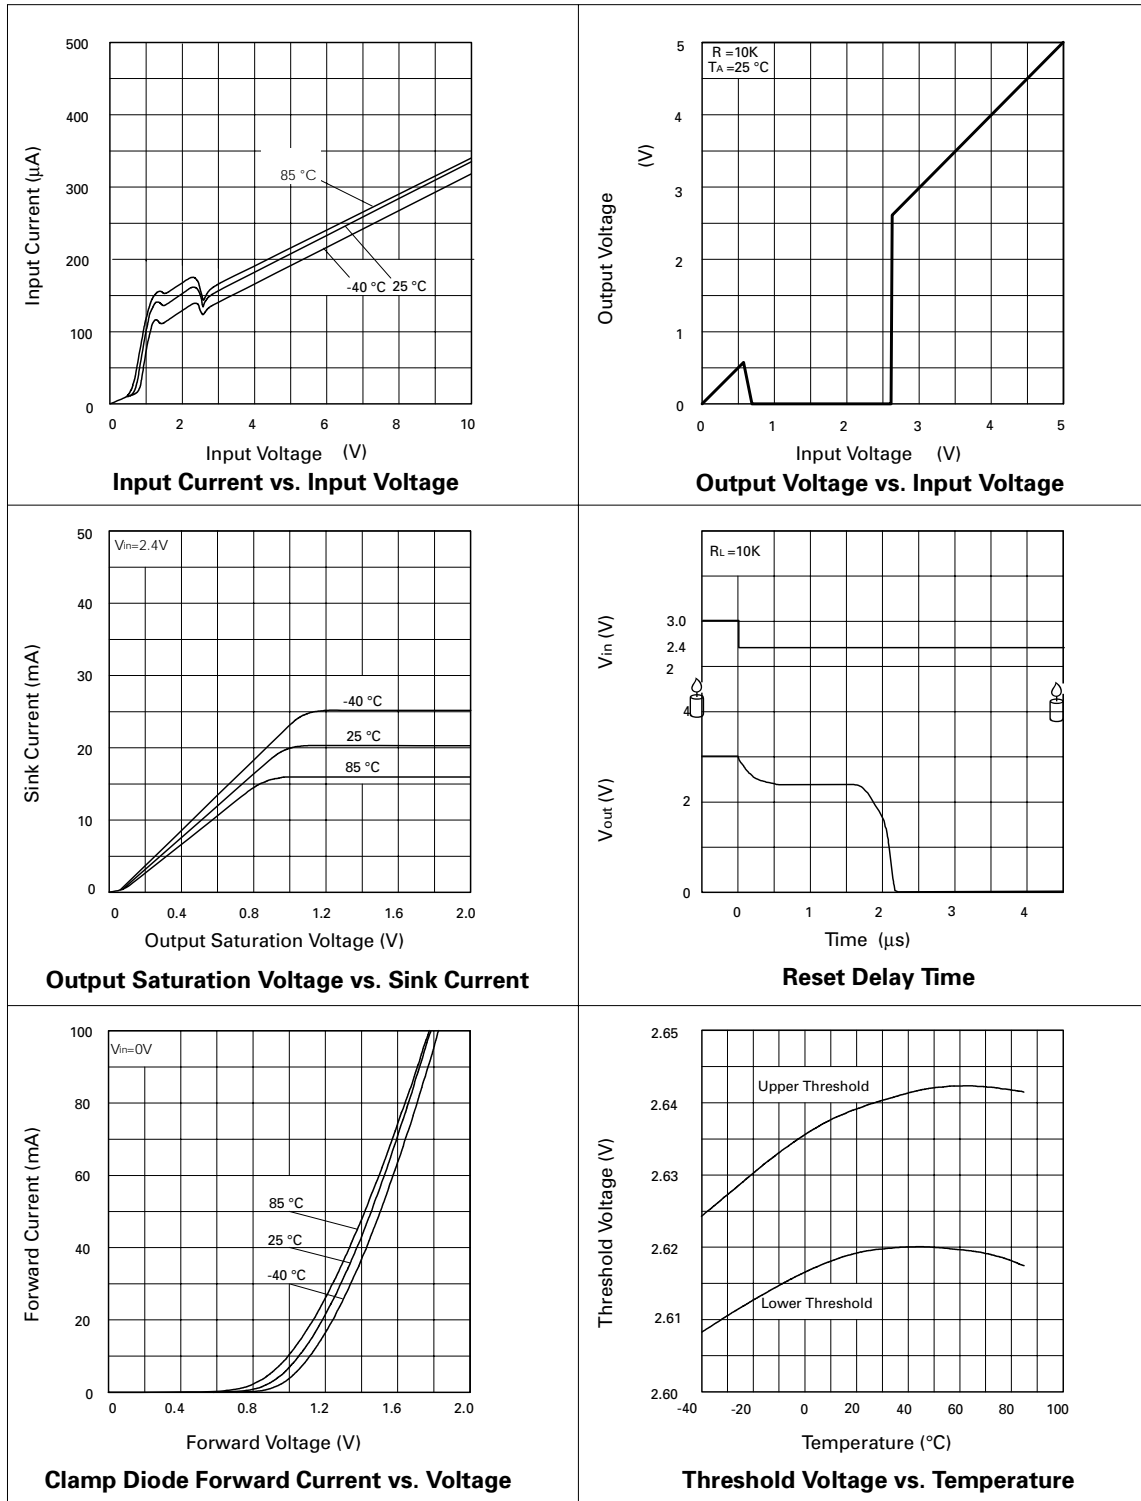 500
400
300
200
100
0
Input Current (µA)
85 °C
-40 °C 25 °C
0 2 4 6 8 10
Input Voltage (V)
Input Current vs. Input Voltage
5
4
3
2
1
0
Output Voltage (V)
R =10K
TA =25 °C
0 1 2 3 4 5
Input Voltage (V)
Output Voltage vs. Input Voltage
50
40
30
20
10
0
Sink Current (mA)
Vin=2.4V
-40 °C
25 °C
85 °C
0 0.4 0.8 1.2 1.6 2.0
Output Saturation Voltage (V)
Output Saturation Voltage vs. Sink Current
RL =10K
Vin (V)
3.0
2.4
2
4
2
0
Vout (V)
0 1 2 3 4
Time (µs)
Reset Delay Time
100
80
60
40
20
0
Forward Current (mA)
Vin=0V
85 °C
25 °C
-40 °C
0 0.4 0.8 1.2 1.6 2.0
Forward Voltage (V)
Clamp Diode Forward Current vs. Voltage
2.65
2.64
2.63
2.62
2.61
2.60
Threshold Voltage (V)
Upper Threshold
Lower Threshold
-40 -20 0 20 40 60 80 100
Temperature (°C)
Threshold Voltage vs. Temperature